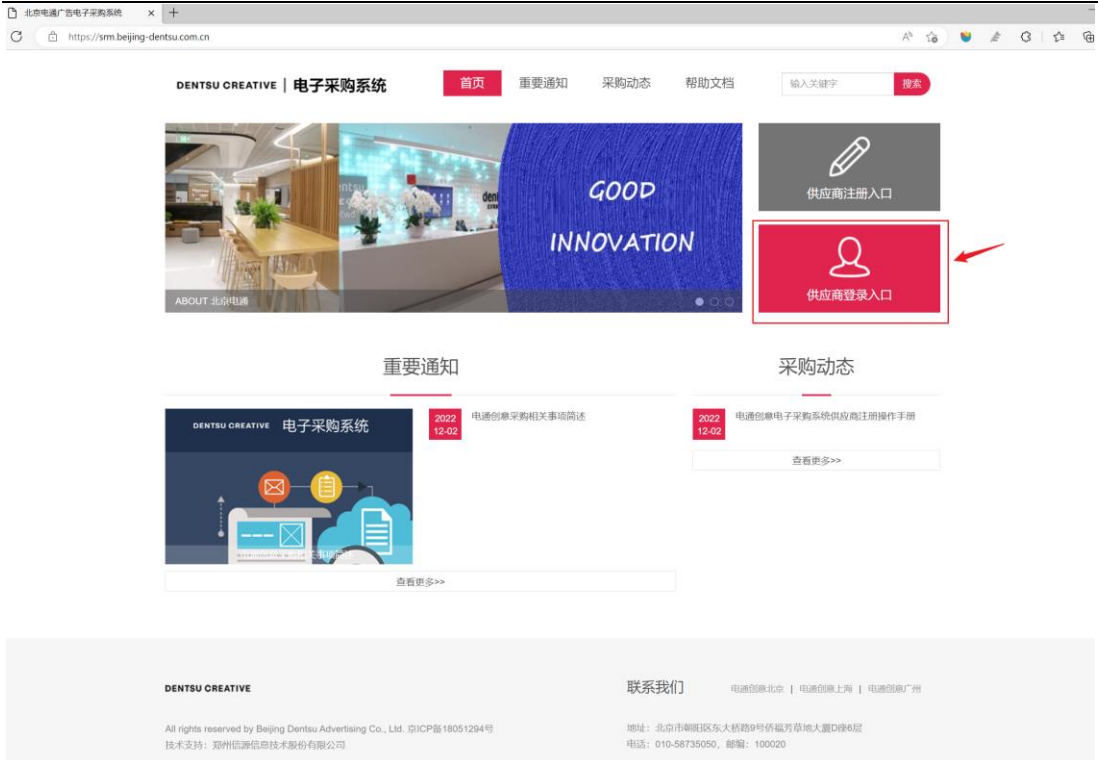 北京电通广告电子采购系统
https://srm.beijing-dentsu.com.cn
DENTSU CREATIVE | 电子采购系统
首页
重要通知
采购动态
帮助文档
输入关键字
搜索
GOOD
INNOVATION
ABOUT 北京电通
供应商注册入口
供应商登录入口
重要通知
采购动态
DENTSU CREATIVE 电子采购系统
2022
12-02
电通创意采购相关事项简述
查看更多>>
2022
12-02
电通创意电子采购系统供应商注册操作手册
查看更多>>
DENTSU CREATIVE
All rights reserved by Beijing Dentsu Advertising Co., Ltd. 京ICP备18051294号
技术支持：郑州信源信息技术股份有限公司
联系我们
电通创意北京 | 电通创意上海 | 电通创意广州
地址：北京市朝阳区东大桥路9号侨福芳草地大厦D座6层
电话：010-58735050，邮编：100020